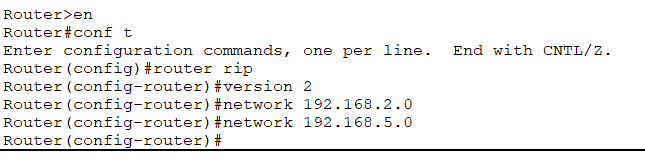 Router>en
Router#conf t
Enter configuration commands, one per line.  End with CNTL/Z.
Router(config)#router rip
Router(config-router)#version 2
Router(config-router)#network 192.168.2.0
Router(config-router)#network 192.168.5.0
Router(config-router)#